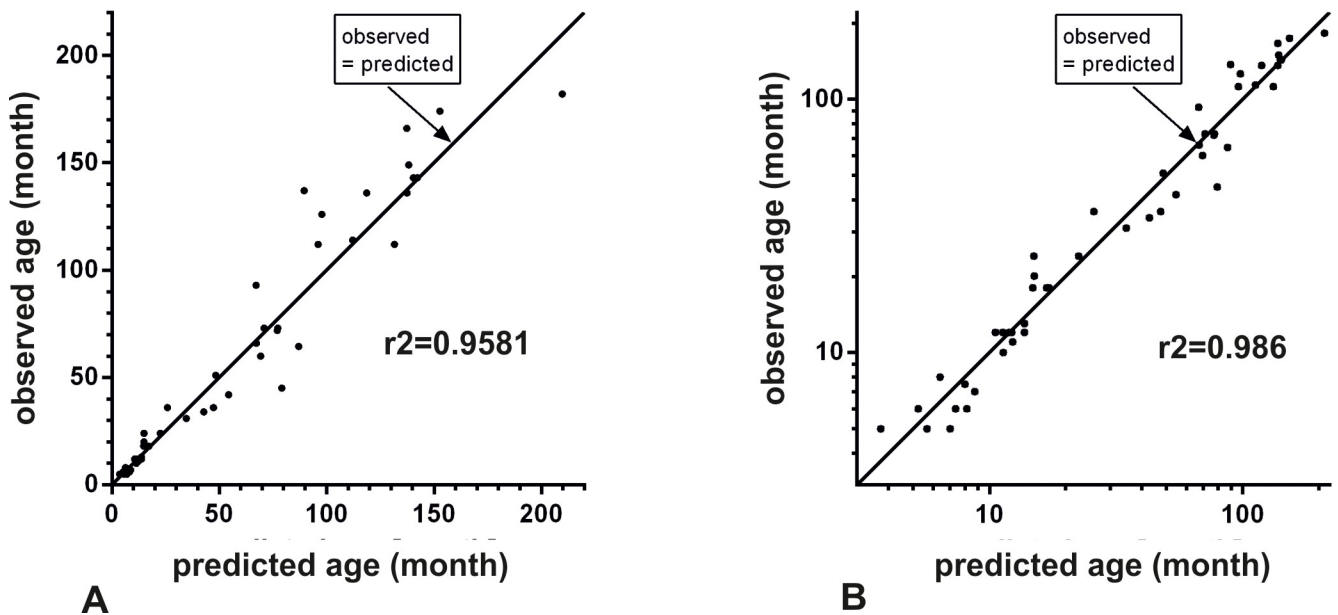 observed
= predicted
200
150
100
50
0
0 50 100 150 200
observed age (month)
r2=0.9581
predicted age (month)
A
observed
= predicted
100
10
10 100
observed age (month)
r2=0.986
predicted age (month)
B